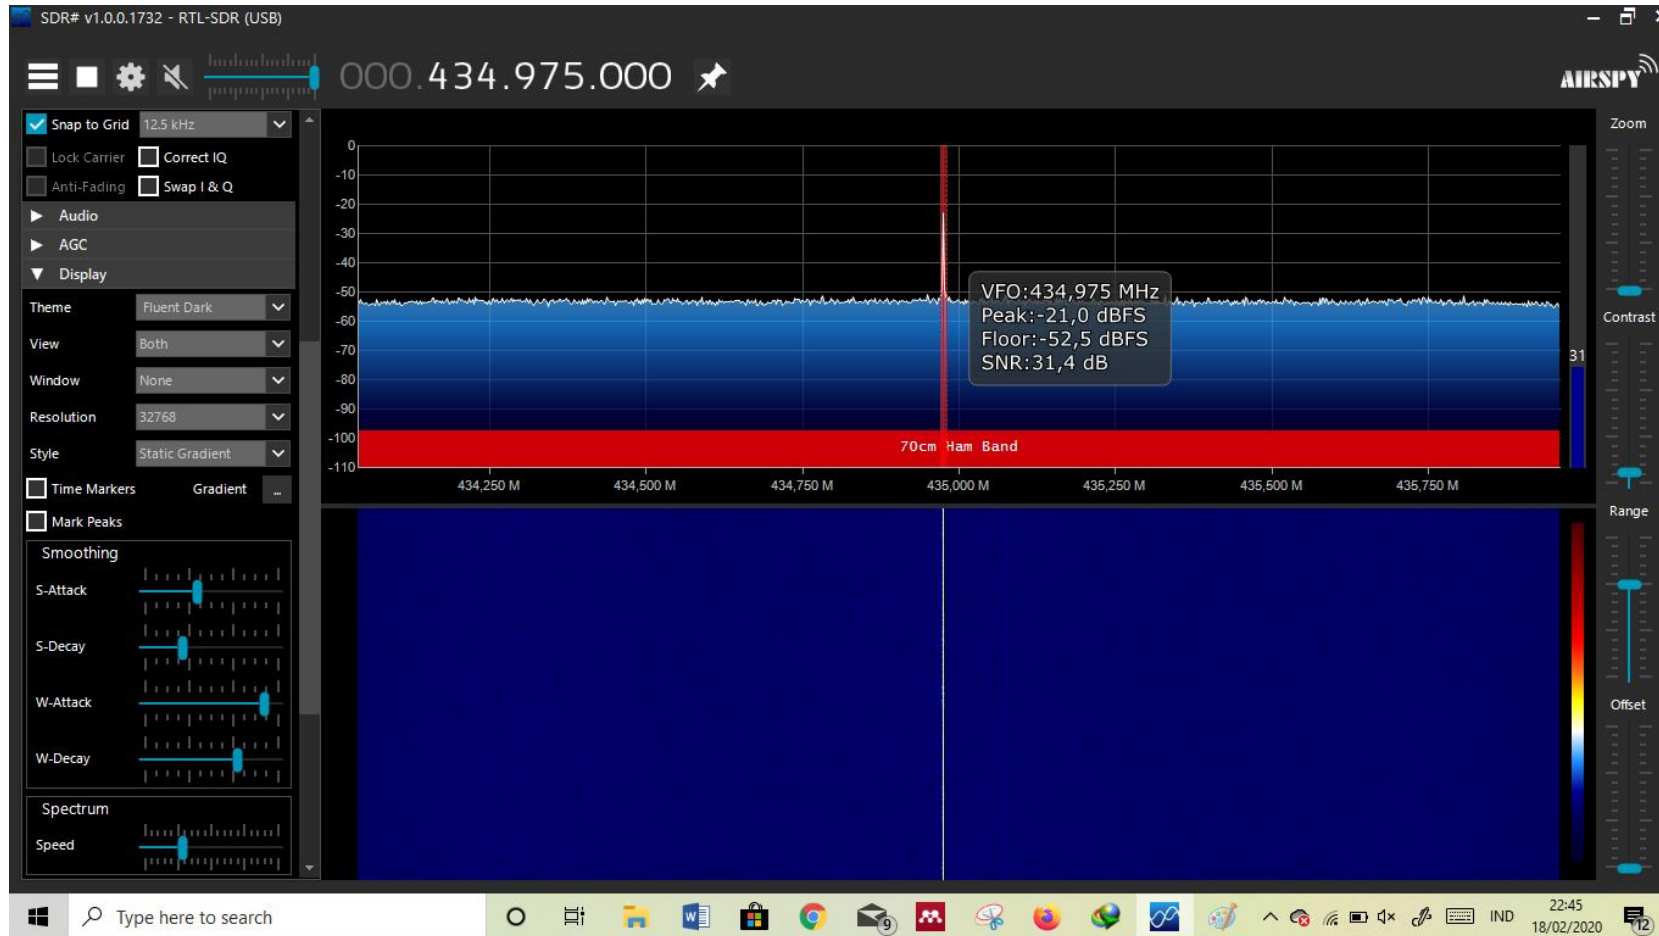 SDR# v1.0.0.1732 - RTL-SDR (USB)
000.434.975.000
AIRSPY
Snap to Grid 12.5 kHz
Lock Carrier Correct IQ
Anti-Fading Swap I & Q
Audio
AGC
Display
Theme Fluent Dark
View Both
Window None
Resolution 32768
Style Static Gradient
Time Markers Gradient ...
Mark Peaks
Smoothing
S-Attack
S-Decay
W-Attack
W-Decay
Spectrum
Speed
0
-10
-20
-30
-40
-50
-60
-70
-80
-90
-100
-110
VFO:434,975 MHz
Peak:-21,0 dBFS
Floor:-52,5 dBFS
SNR:31,4 dB
70cm Ham Band
434,250 M 434,500 M 434,750 M 435,000 M 435,250 M 435,500 M 435,750 M
31
Zoom
Contrast
Range
Offset
Type here to search
W
9
IND
22:45
18/02/2020
12